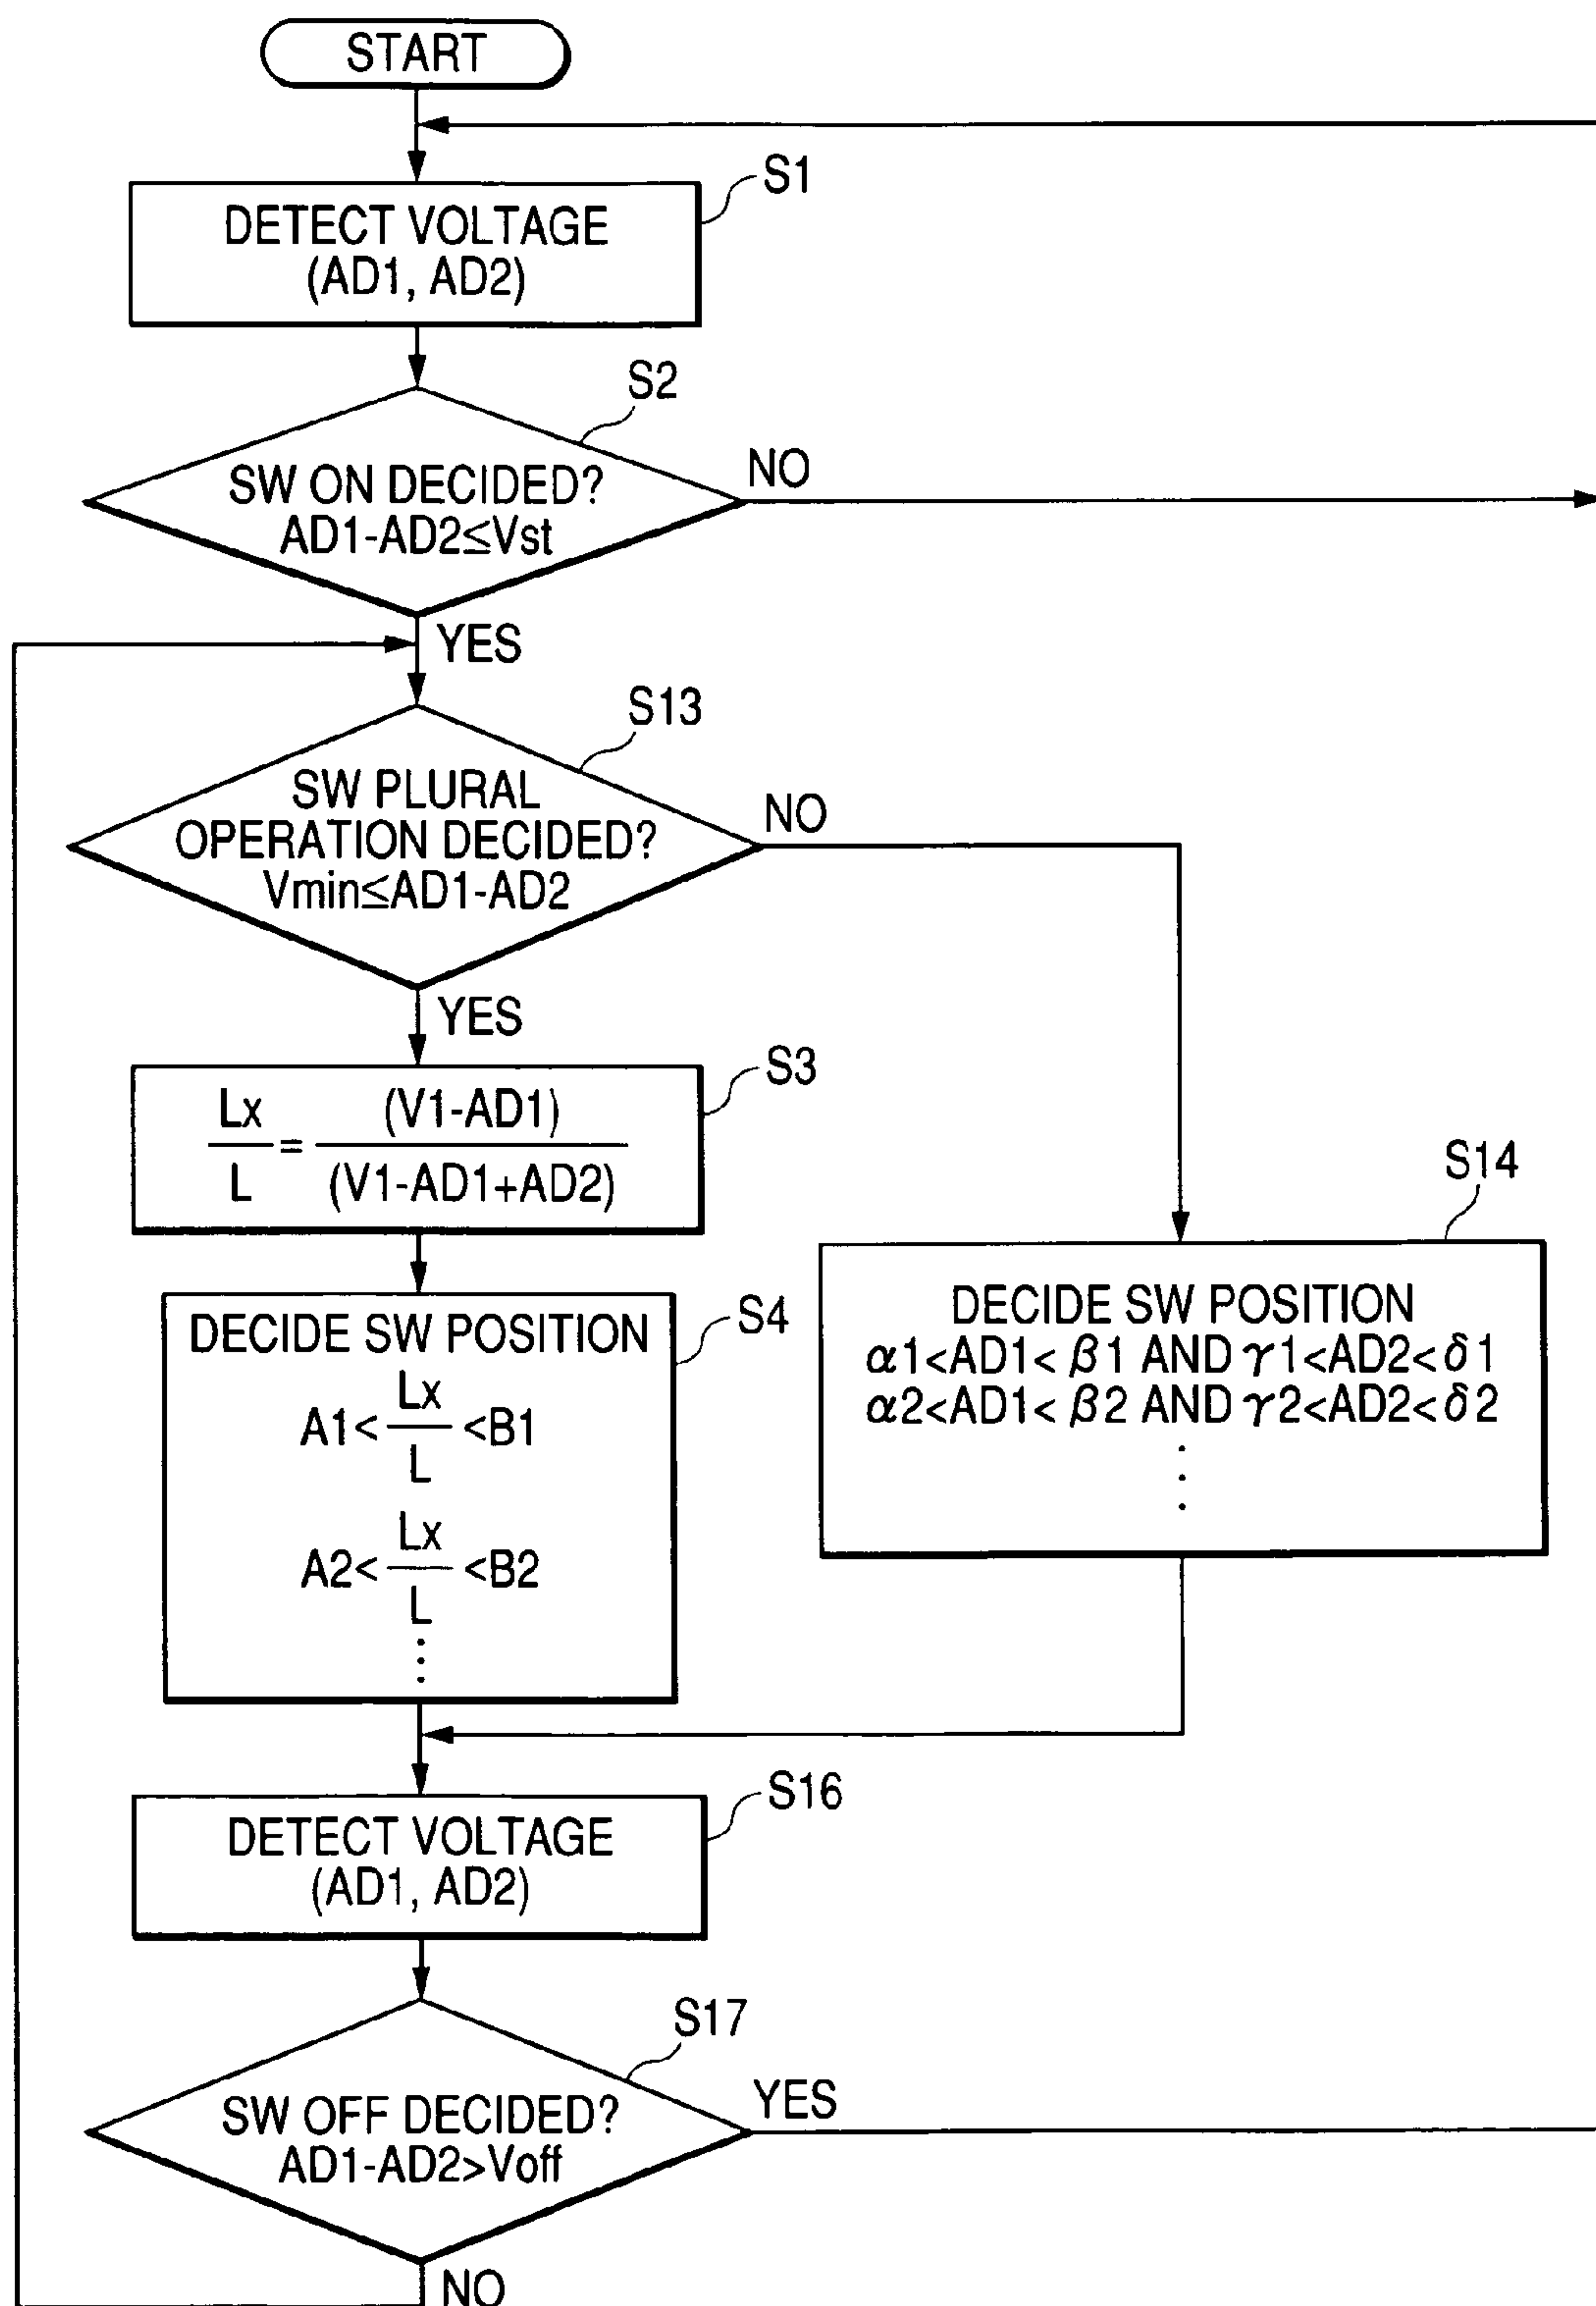 START
S1
DETECT VOLTAGE
(AD1, AD2)
S2
SW ON DECIDED?
AD1-AD2≤Vst
NO
YES
S13
SW PLURAL
OPERATION DECIDED?
Vmin≤AD1-AD2
NO
YES
S3
Lx/L = (V1-AD1)/(V1-AD1+AD2)
S4
DECIDE SW POSITION
A1< Lx/L <B1
A2< Lx/L <B2
⋮
S14
DECIDE SW POSITION
α1<AD1<β1 AND γ1<AD2<δ1
α2<AD1<β2 AND γ2<AD2<δ2
⋮
S16
DETECT VOLTAGE
(AD1, AD2)
S17
SW OFF DECIDED?
AD1-AD2>Voff
YES
NO